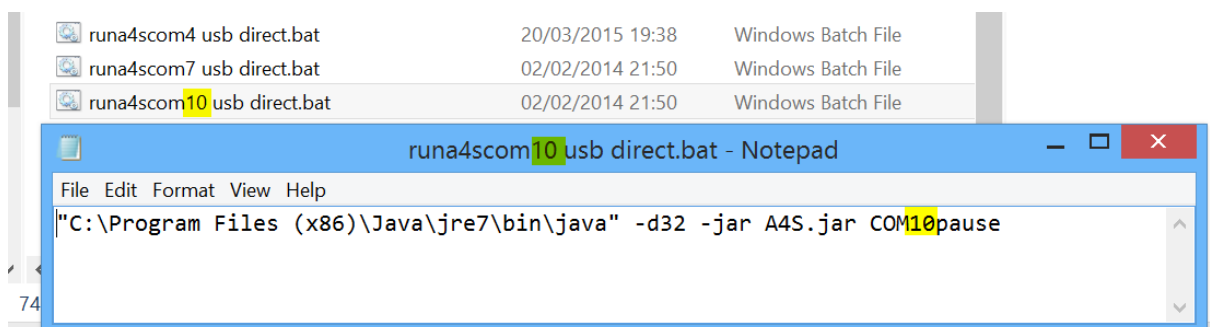 runa4scom4 usb direct.bat 20/03/2015 19:38 Windows Batch File
runa4scom7 usb direct.bat 02/02/2014 21:50 Windows Batch File
runa4scom10 usb direct.bat 02/02/2014 21:50 Windows Batch File
runa4scom10 usb direct.bat - Notepad
File Edit Format View Help
"C:\Program Files (x86)\Java\jre7\bin\java" -d32 -jar A4S.jar COM10pause
74